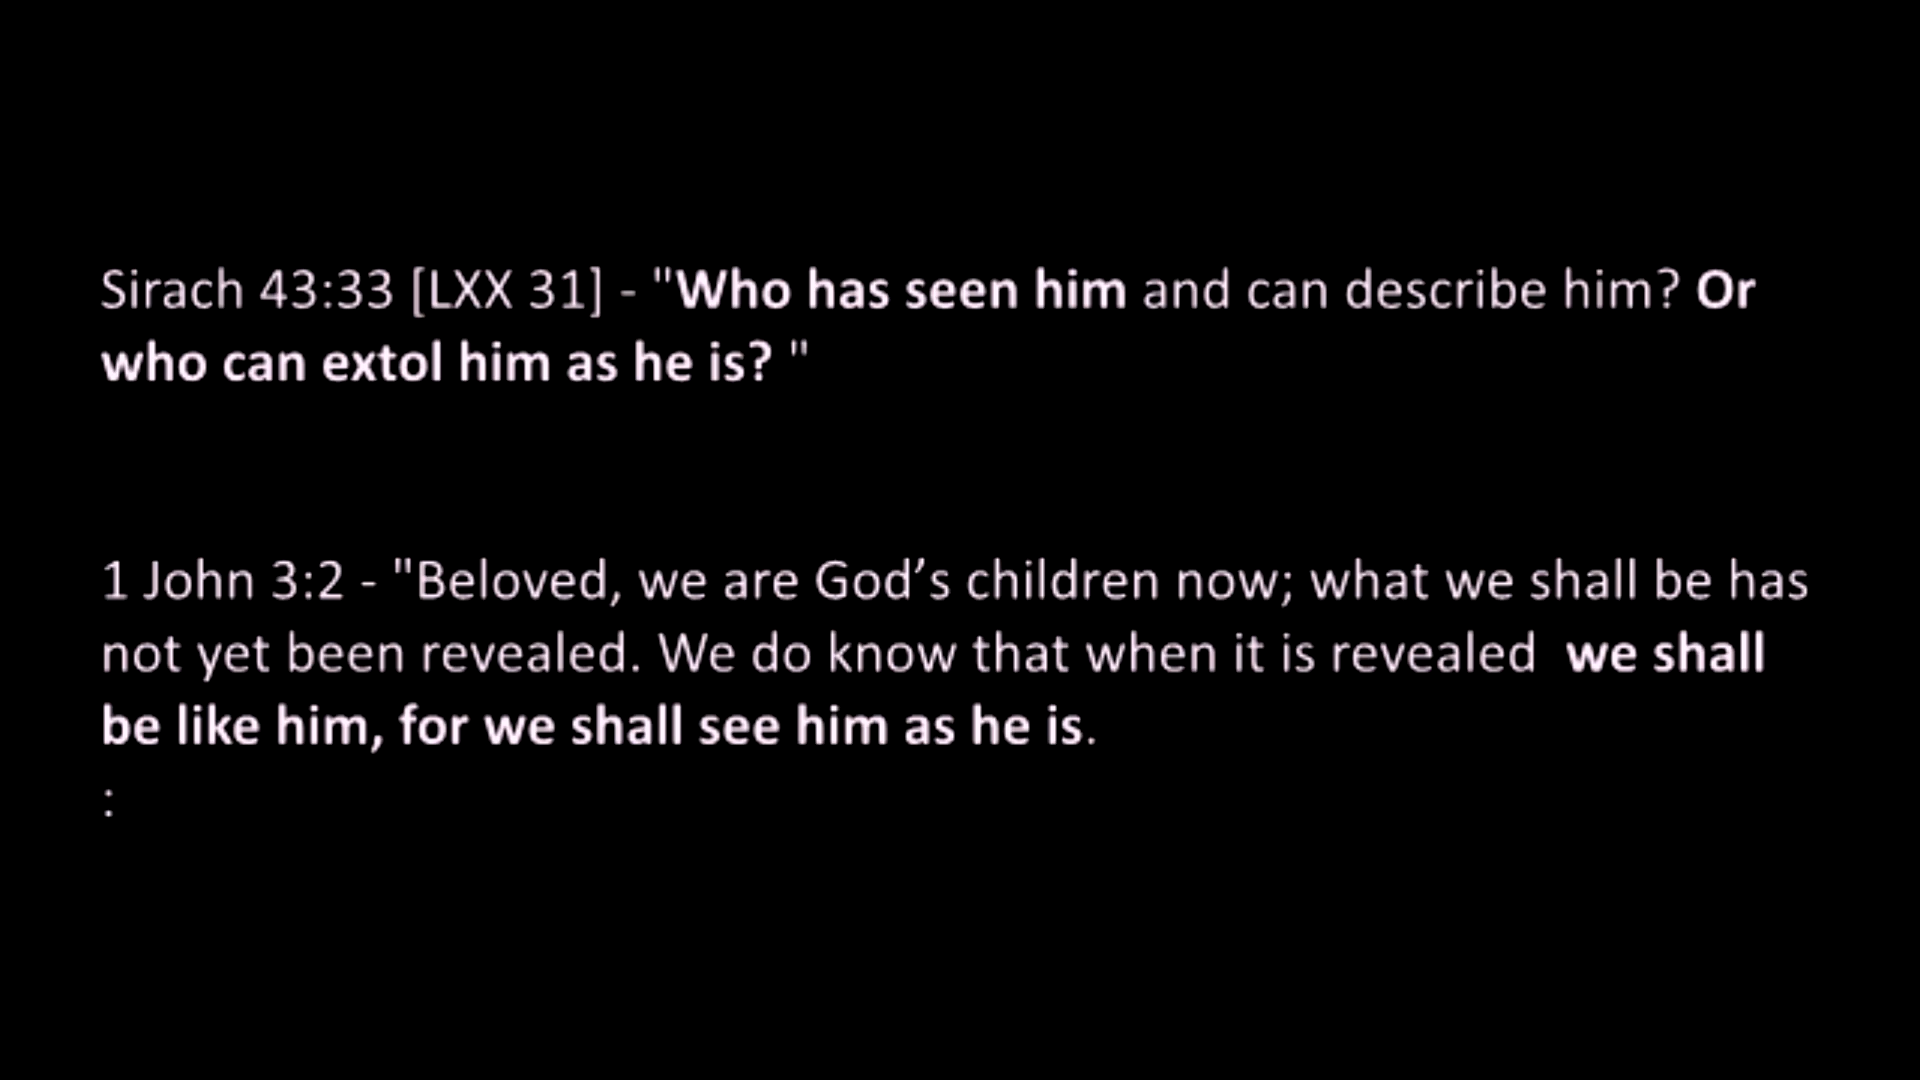 Sirach 43:33 [LXX 31] - "Who has seen him and can describe him? Or
who can extol him as he is? "
1 John 3:2 - "Beloved, we are God’s children now; what we shall be has
not yet been revealed. We do know that when it is revealed  we shall
be like him, for we shall see him as he is.
: